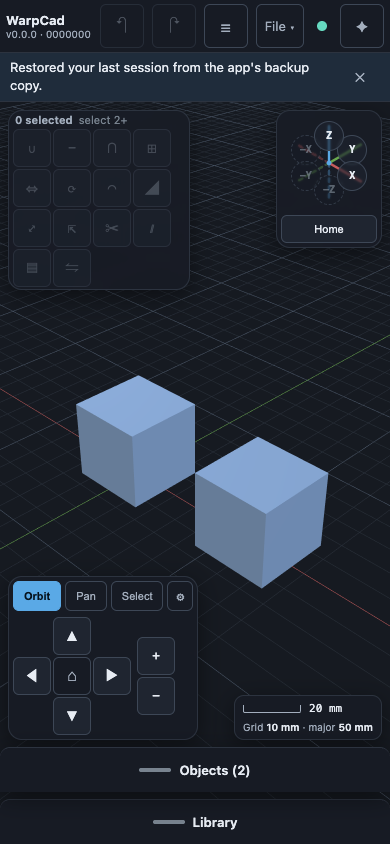 WarpCad
v0.0.0 · 0000000
File ▾
Restored your last session from the app's backup
copy.
0 selected select 2+
Z
−X
Y
−Y
X
−Z
Home
Orbit
Pan
Select
20 mm
Grid 10 mm · major 50 mm
Objects (2)
Library